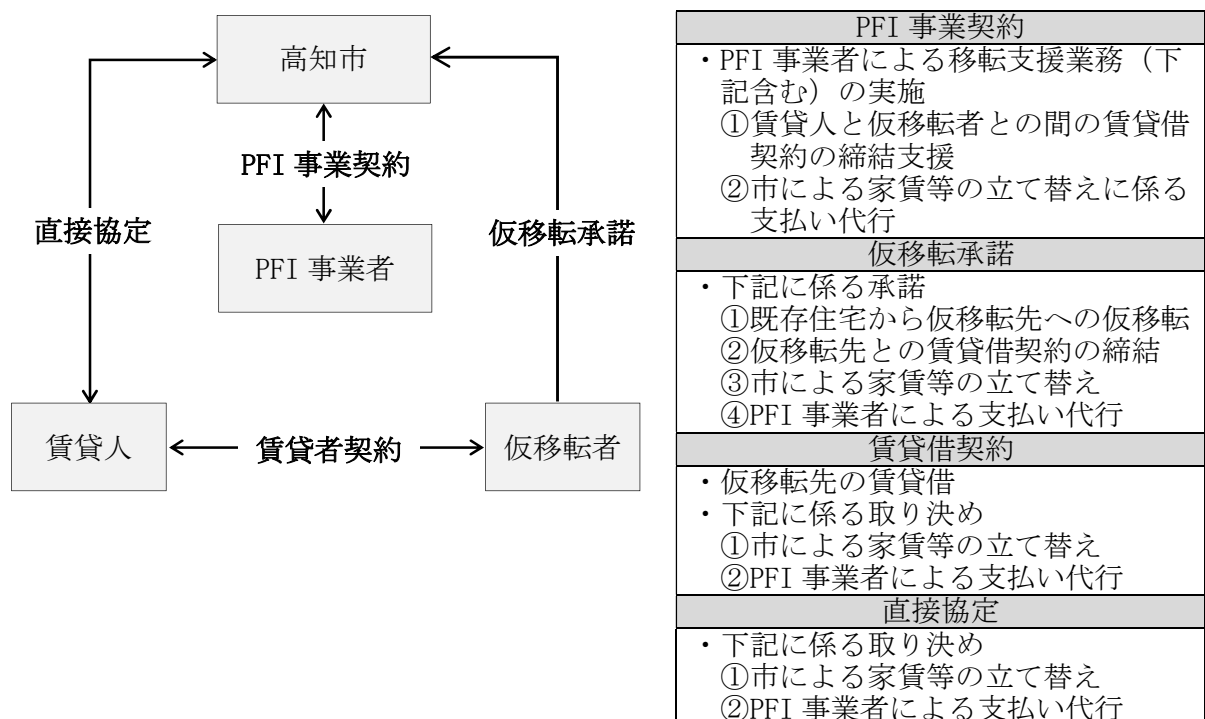 高知市
PFI 事業契約
直接協定
仮移転承諾
PFI 事業者
賃貸人
賃貸者契約
仮移転者
PFI 事業契約
・PFI 事業者による移転支援業務（下
記含む）の実施
①賃貸人と仮移転者との間の賃貸借
契約の締結支援
②市による家賃等の立て替えに係る
支払い代行
仮移転承諾
・下記に係る承諾
①既存住宅から仮移転先への仮移転
②仮移転先との賃貸借契約の締結
③市による家賃等の立て替え
④PFI 事業者による支払い代行
賃貸借契約
・仮移転先の賃貸借
・下記に係る取り決め
①市による家賃等の立て替え
②PFI 事業者による支払い代行
直接協定
・下記に係る取り決め
①市による家賃等の立て替え
②PFI 事業者による支払い代行